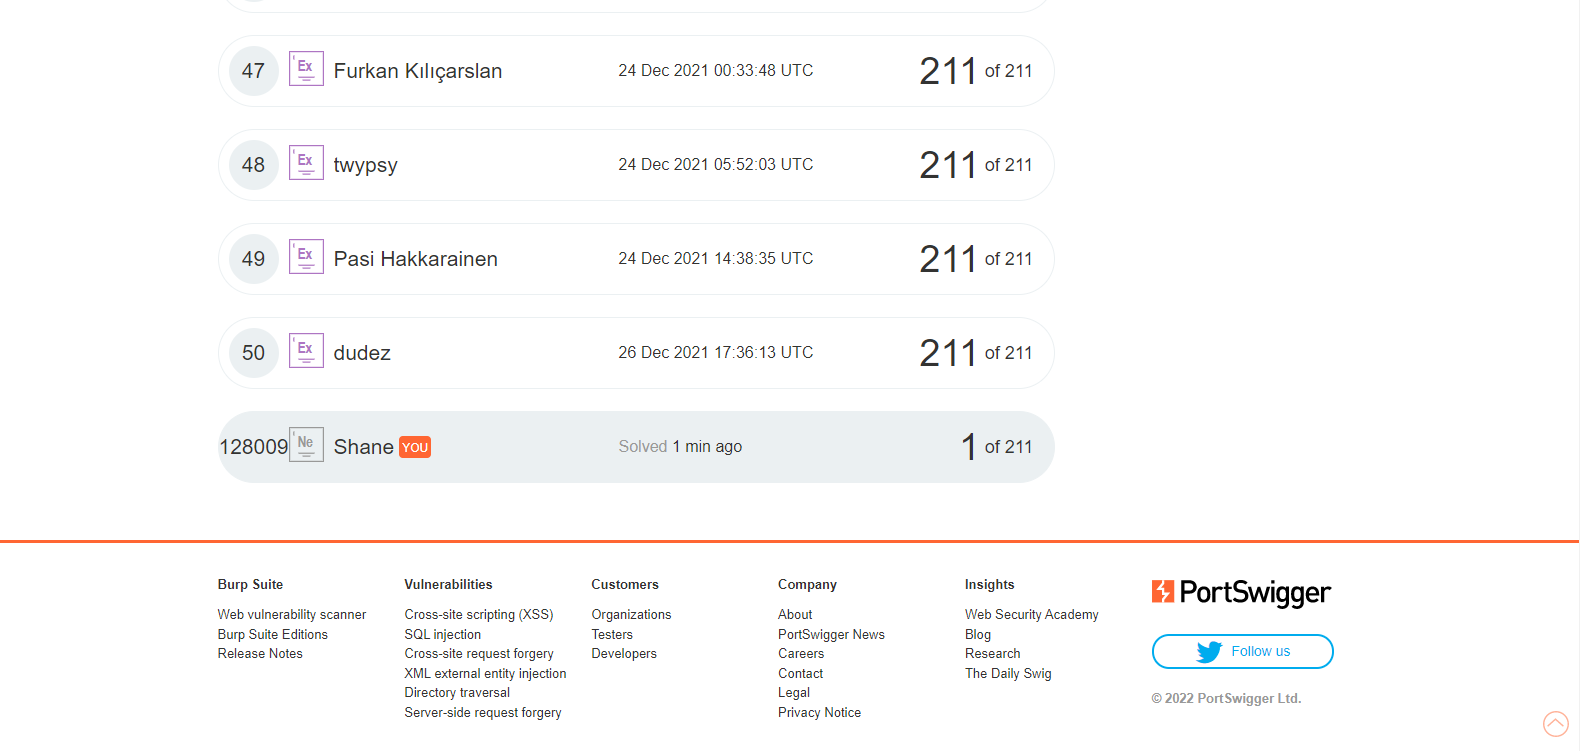 47 Ex Furkan Kılıçarslan 24 Dec 2021 00:33:48 UTC 211 of 211
48 Ex twypsy 24 Dec 2021 05:52:03 UTC 211 of 211
49 Ex Pasi Hakkarainen 24 Dec 2021 14:38:35 UTC 211 of 211
50 Ex dudez 26 Dec 2021 17:36:13 UTC 211 of 211
128009 Ne Shane YOU Solved 1 min ago 1 of 211
Burp Suite
Web vulnerability scanner
Burp Suite Editions
Release Notes
Vulnerabilities
Cross-site scripting (XSS)
SQL injection
Cross-site request forgery
XML external entity injection
Directory traversal
Server-side request forgery
Customers
Organizations
Testers
Developers
Company
About
PortSwigger News
Careers
Contact
Legal
Privacy Notice
Insights
Web Security Academy
Blog
Research
The Daily Swig
PortSwigger
Follow us
© 2022 PortSwigger Ltd.